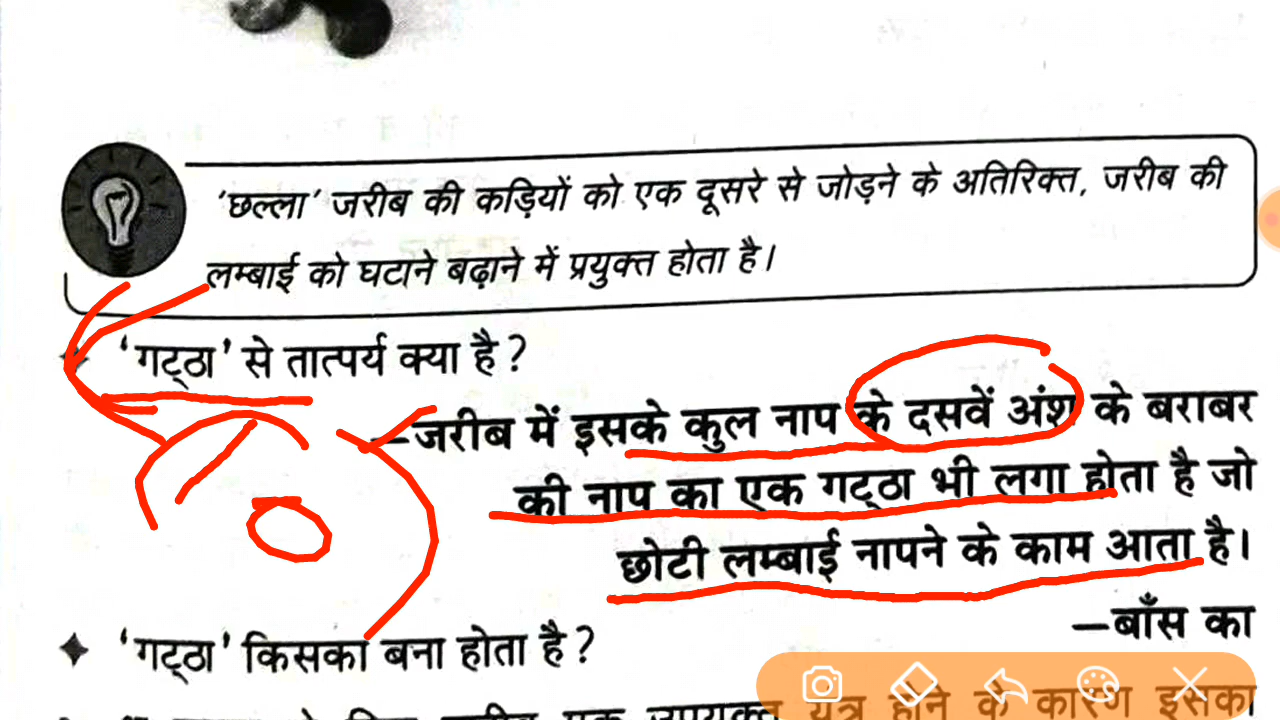 'छल्ला' जरीब की कड़ियों को एक दूसरे से जोड़ने के अतिरिक्त, जरीब की
लम्बाई को घटाने बढ़ाने में प्रयुक्त होता है।
'गट्ठा' से तात्पर्य क्या है?
–जरीब में इसके कुल नाप के दसवें अंश के बराबर
की नाप का एक गट्ठा भी लगा होता है जो
छोटी लम्बाई नापने के काम आता है।
'गट्ठा' किसका बना होता है?
–बाँस का
यंत्र होने के कारण इसका